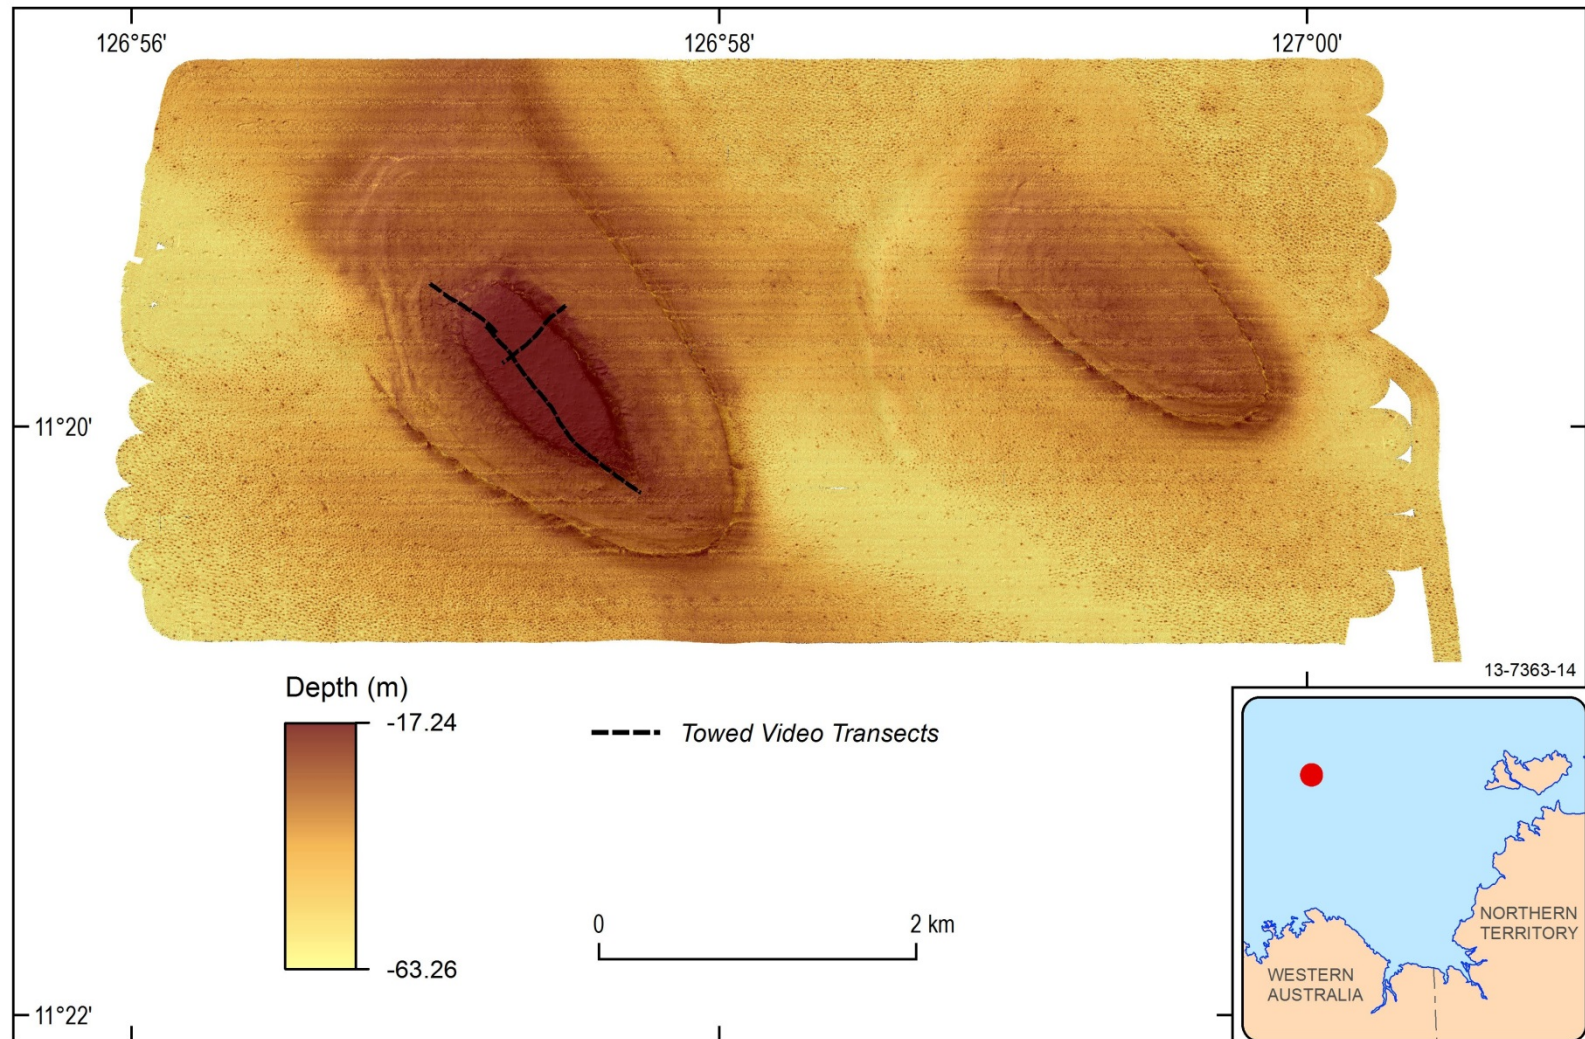 126°56'
126°58'
127°00'
11°20'
13-7363-14
Depth (m)
-17.24
-63.26
Towed Video Transects
0
2 km
NORTHERN
TERRITORY
WESTERN
AUSTRALIA
11°22'